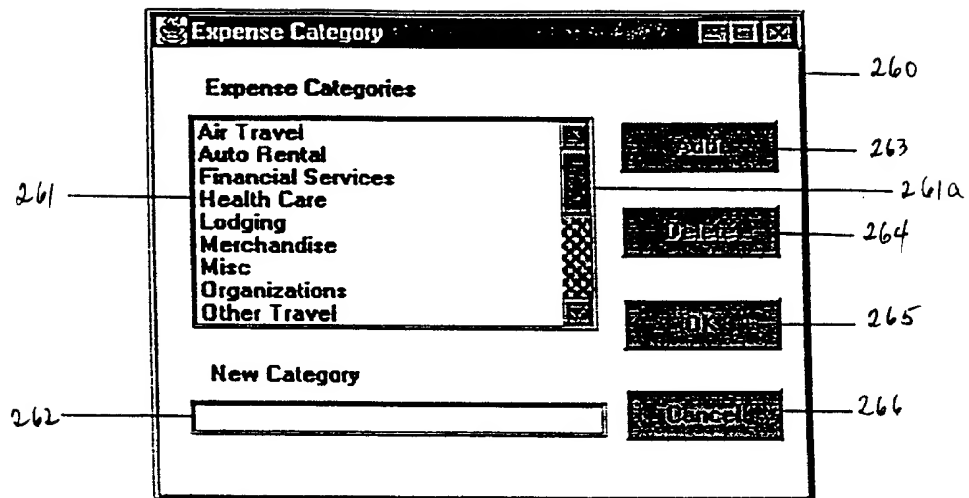 Expense Category
260
Expense Categories
Air Travel
Auto Rental
Financial Services
Health Care
Lodging
Merchandise
Misc
Organizations
Other Travel
Add
263
261
261a
Delete
264
OK
265
New Category
262
Cancel
266